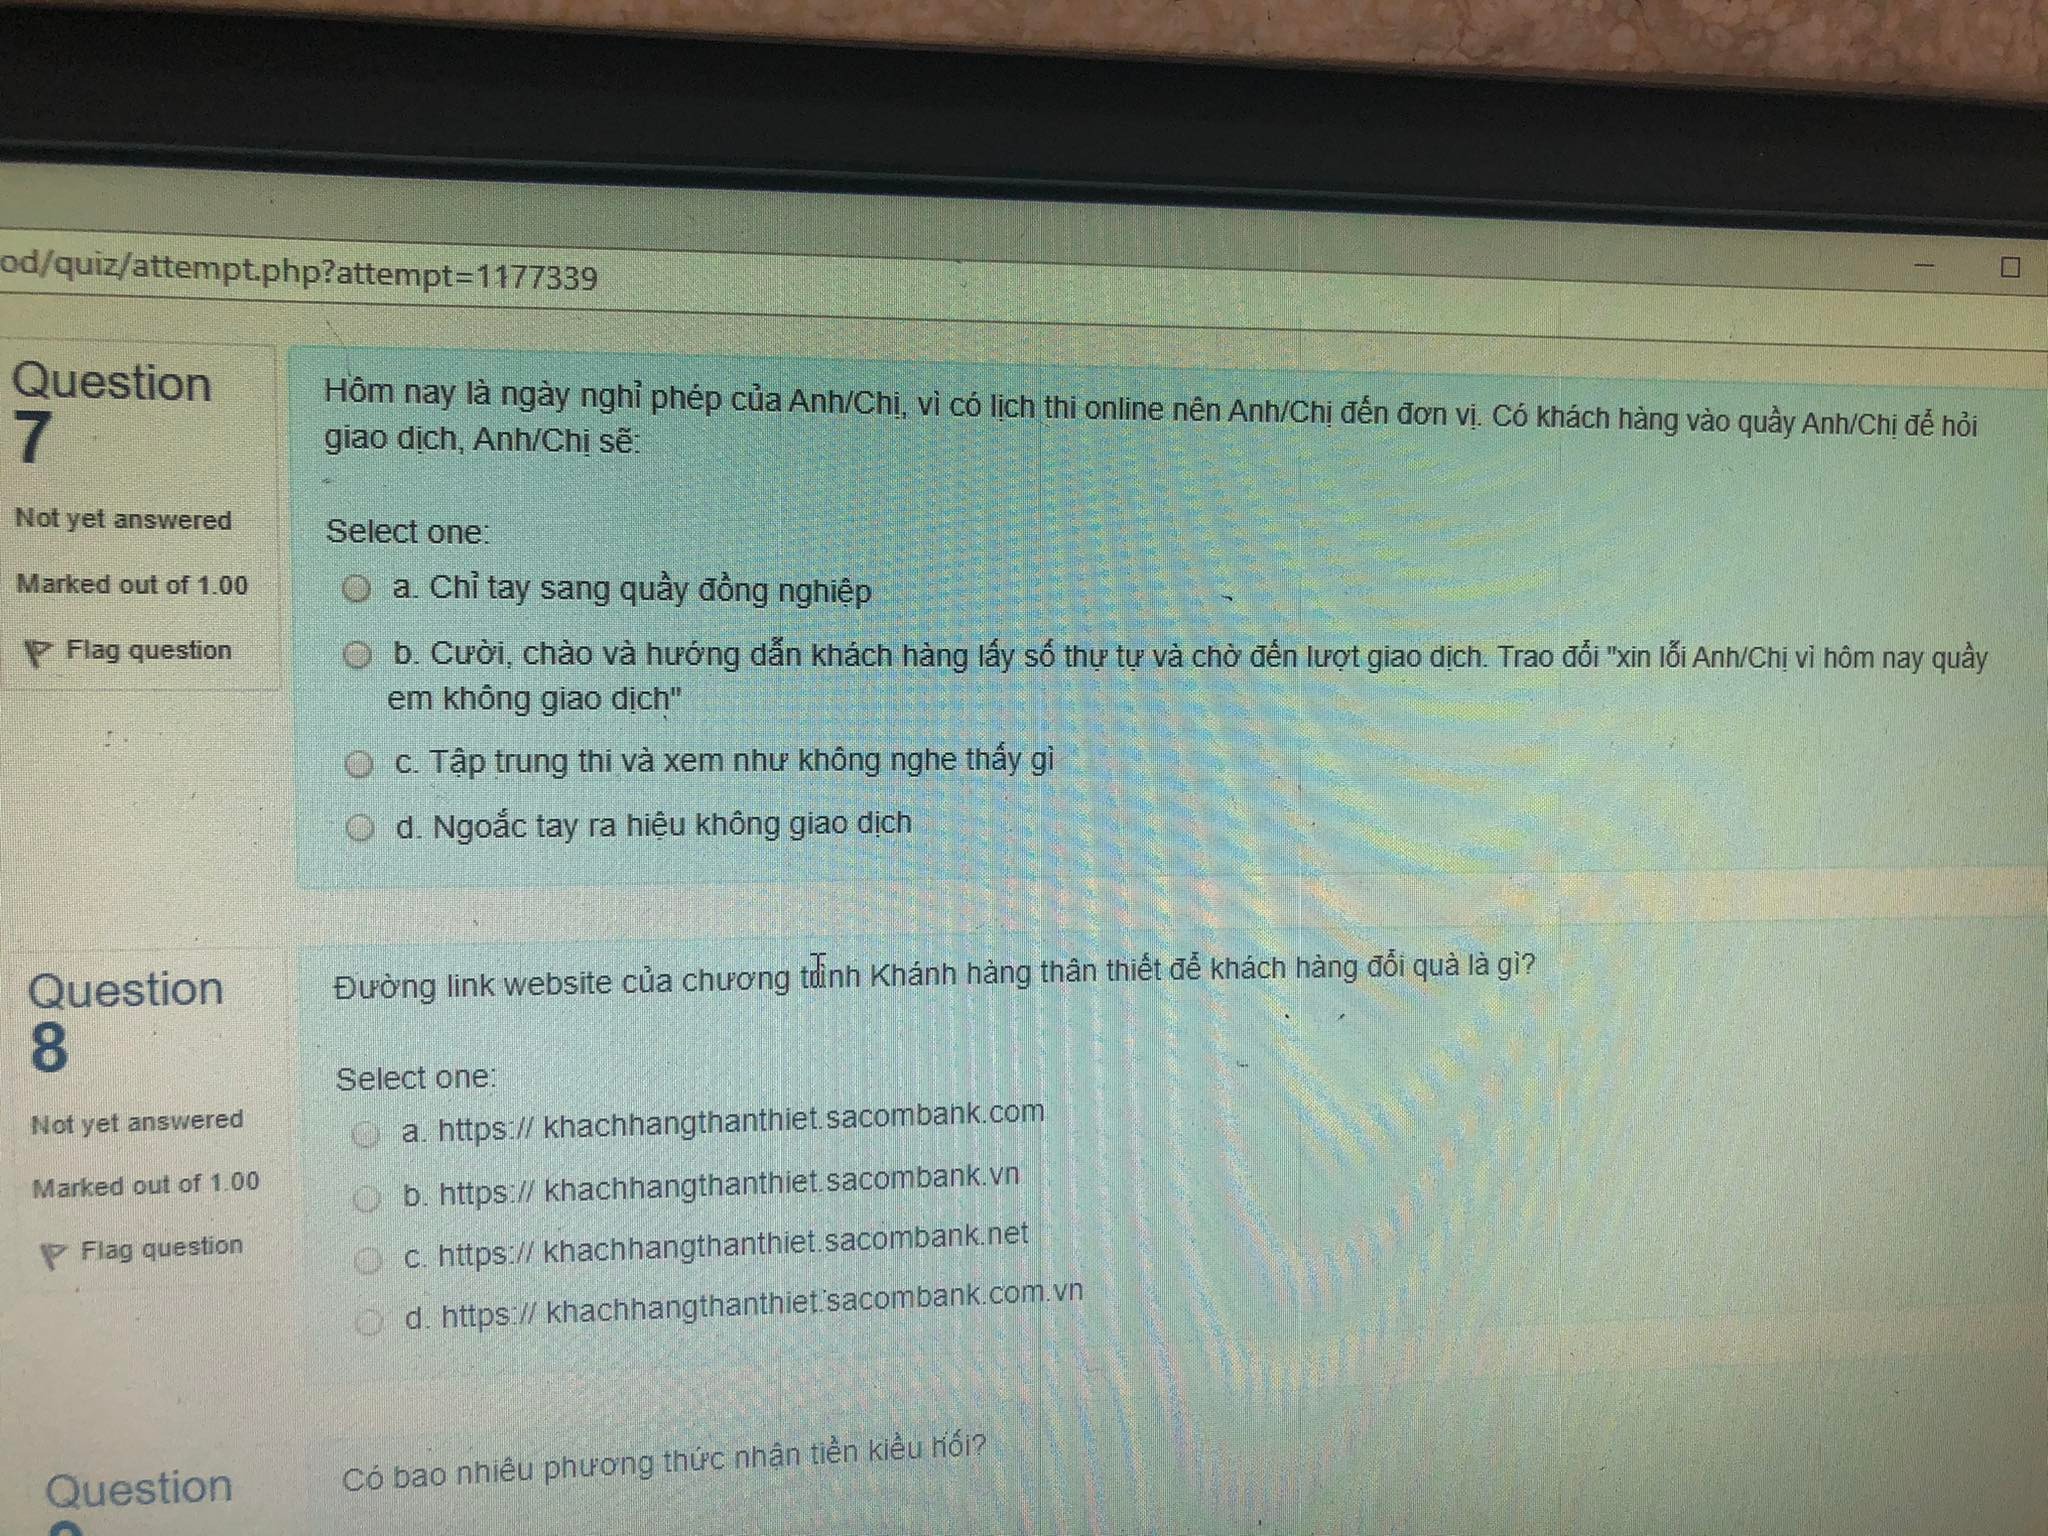 od/quiz/attempt.php?attempt=1177339
Question
7
Not yet answered
Marked out of 1.00
Flag question
Hôm nay là ngày nghỉ phép của Anh/Chị, vì có lịch thi online nên Anh/Chị đến đơn vị. Có khách hàng vào quầy Anh/Chị để hỏi
giao dịch, Anh/Chị sẽ:
Select one:
a. Chỉ tay sang quầy đồng nghiệp
b. Cười, chào và hướng dẫn khách hàng lấy số thự tự và chờ đến lượt giao dịch. Trao đổi "xin lỗi Anh/Chị vì hôm nay quầy
em không giao dịch"
c. Tập trung thi và xem như không nghe thấy gì
d. Ngoắc tay ra hiệu không giao dịch
Question
8
Not yet answered
Marked out of 1.00
Flag question
Đường link website của chương trình Khánh hàng thân thiết để khách hàng đổi quà là gì?
Select one:
a. https:// khachhangthanthiet.sacombank.com
b. https:// khachhangthanthiet.sacombank.vn
c. https:// khachhangthanthiet.sacombank.net
d. https:// khachhangthanthiet.sacombank.com.vn
Question
Có bao nhiêu phương thức nhận tiền kiều hối?